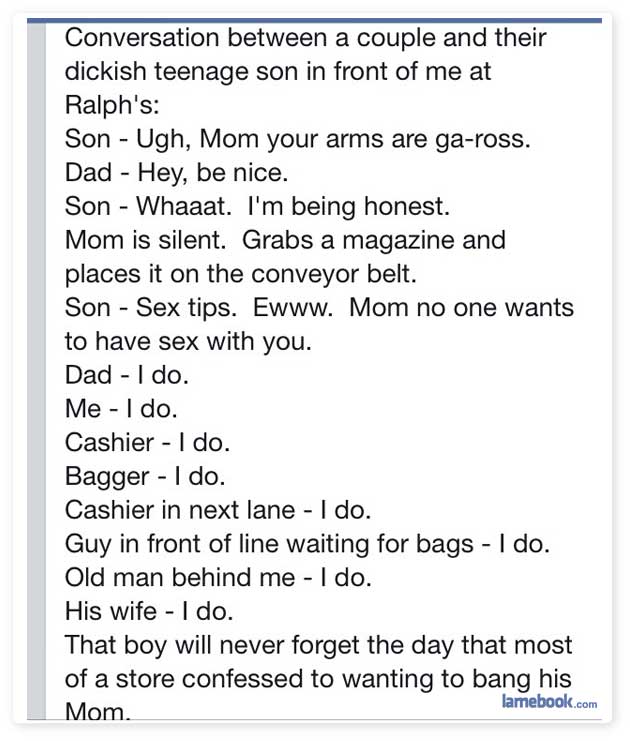 Conversation between a couple and their
dickish teenage son in front of me at
Ralph's:
Son - Ugh, Mom your arms are ga-ross.
Dad - Hey, be nice.
Son - Whaaat.  I'm being honest.
Mom is silent.  Grabs a magazine and
places it on the conveyor belt.
Son - Sex tips.  Ewww.  Mom no one wants
to have sex with you.
Dad - I do.
Me - I do.
Cashier - I do.
Bagger - I do.
Cashier in next lane - I do.
Guy in front of line waiting for bags - I do.
Old man behind me - I do.
His wife - I do.
That boy will never forget the day that most
of a store confessed to wanting to bang his
Mom.
lamebook.com